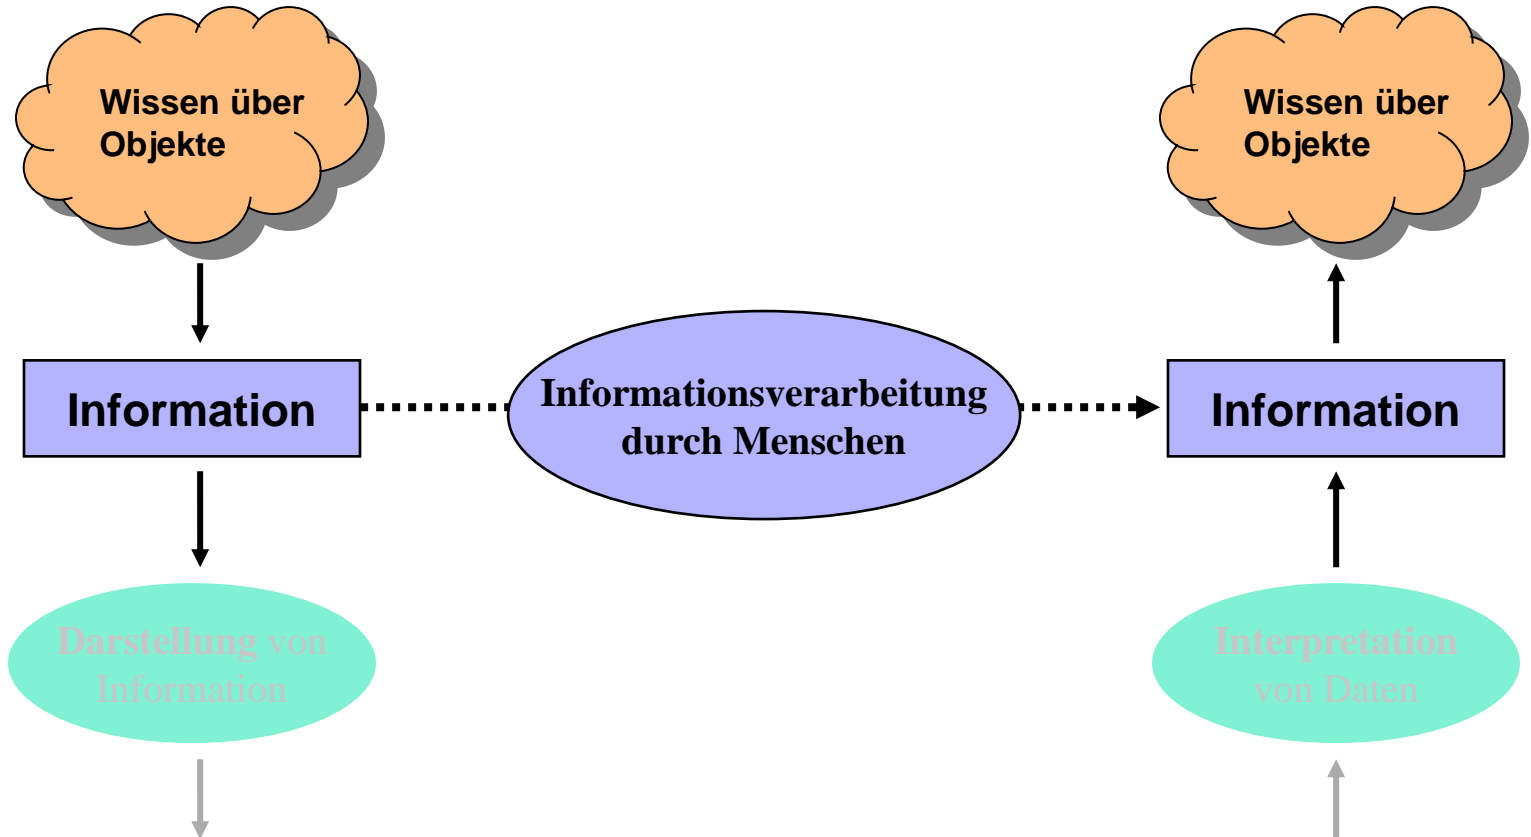 Wissen über
Objekte
Wissen über
Objekte
Information
Informationsverarbeitung
durch Menschen
Information
Darstellung von
Information
Interpretation
von Daten